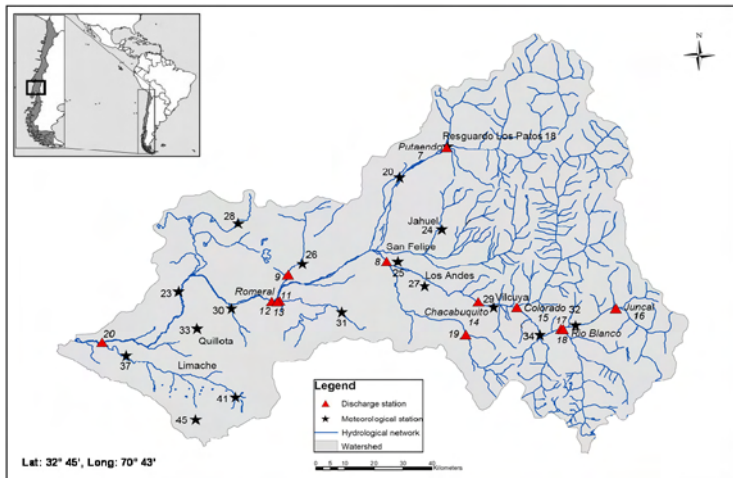 N
Resguardo Los Patos 18
Putaendo
7
20
28
Jahuel
24
26
San Felipe
9
8
25
Los Andes
23
27
Romeral
11
29 Vilcuya
30
12
13
31
Chacabuquito
14
Colorado
15
17
32
Juncal
16
33
Quillota
19
34
18
Rio Blanco
20
37
Limache
41
45
Legend
Discharge station
Meteorological station
Hydrological network
Watershed
0 5 10 20 30 40
Kilometers
Lat: 32° 45', Long: 70° 43'